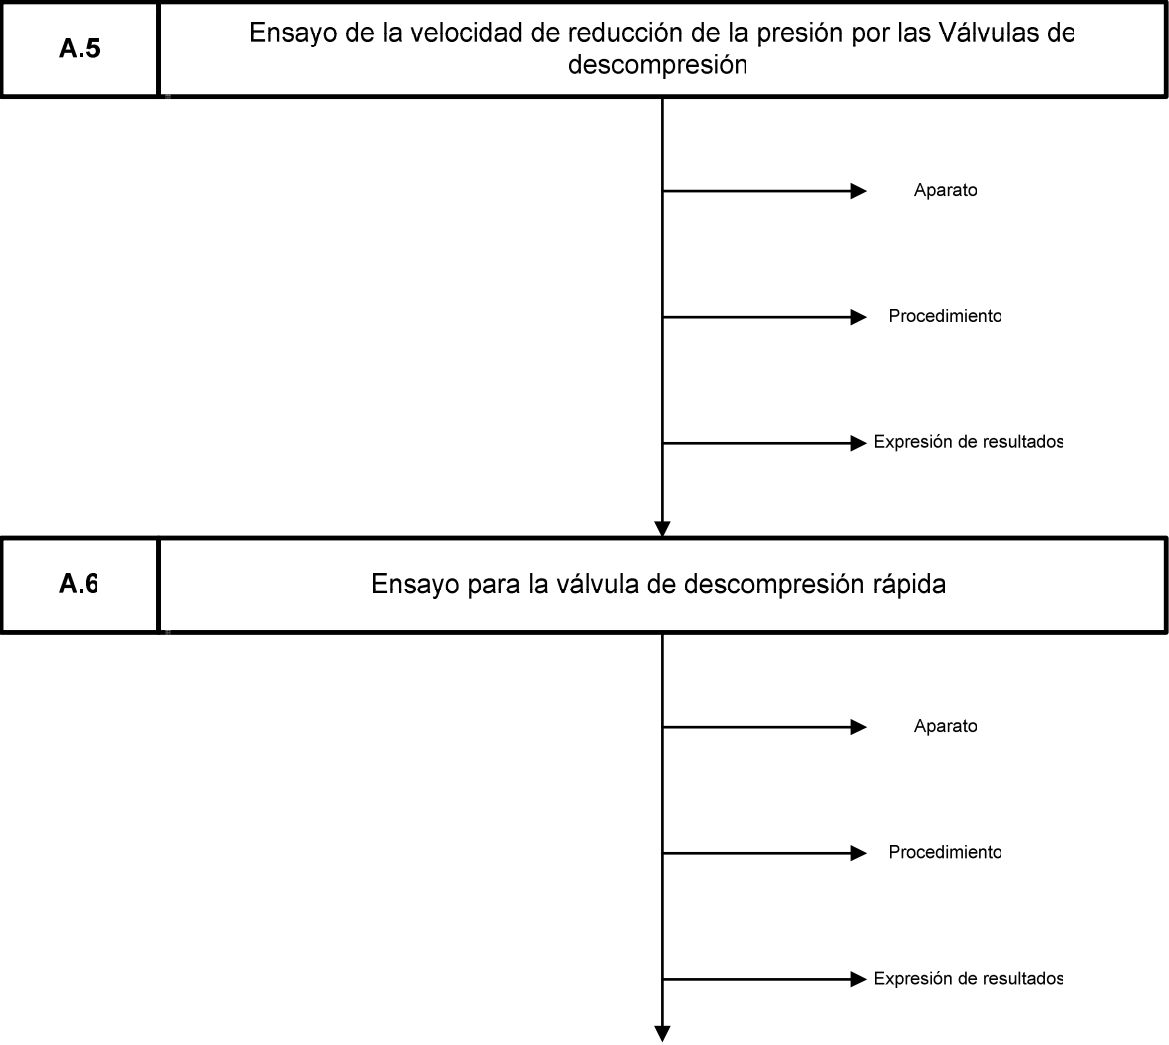 A.5
Ensayo de la velocidad de reducción de la presión por las Válvulas de
descompresión
Aparato
Procedimiento
Expresión de resultados
A.6
Ensayo para la válvula de descompresión rápida
Aparato
Procedimiento
Expresión de resultados